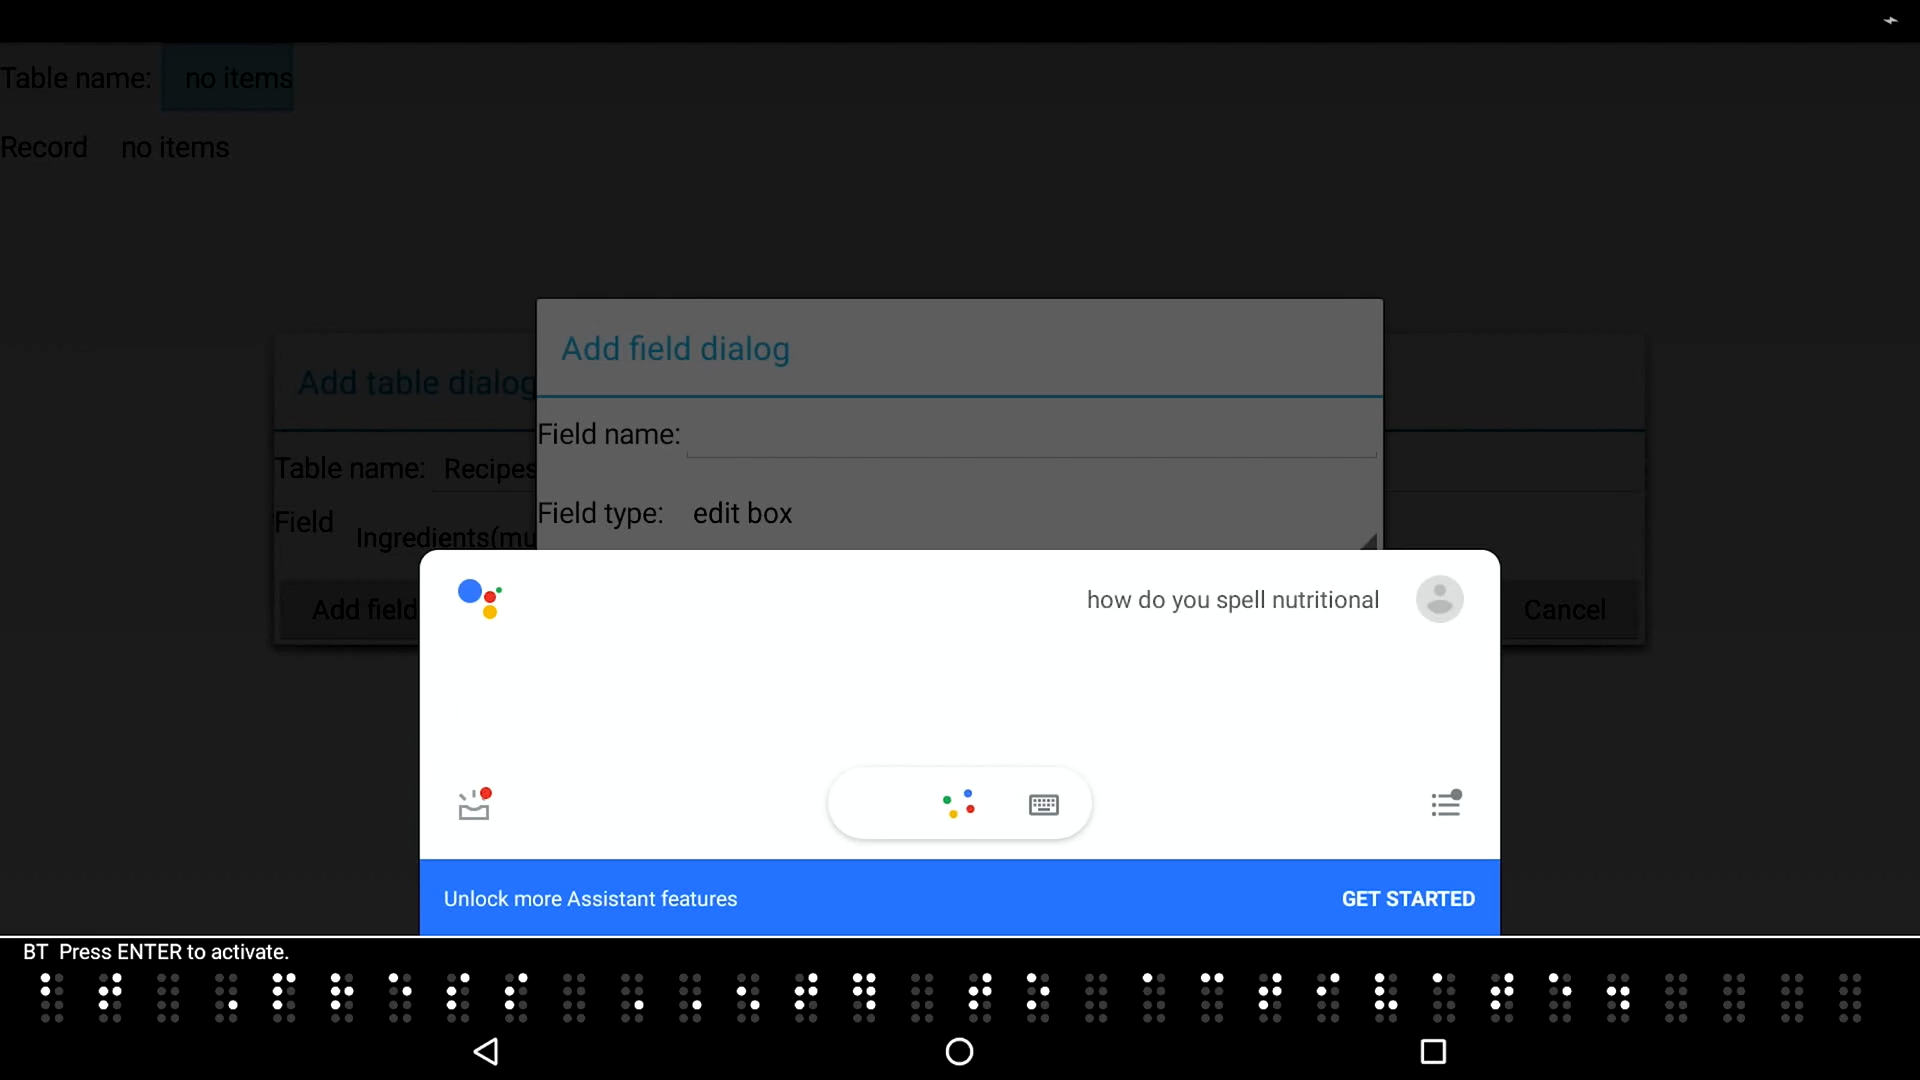 Table name: no items
Record no items
Add field dialog
Add table dialog
Field name:
Table name: Recipes
Field type: edit box
Field Ingredients(mu
Add field
Cancel
how do you spell nutritional
Unlock more Assistant features GET STARTED
BT Press ENTER to activate.